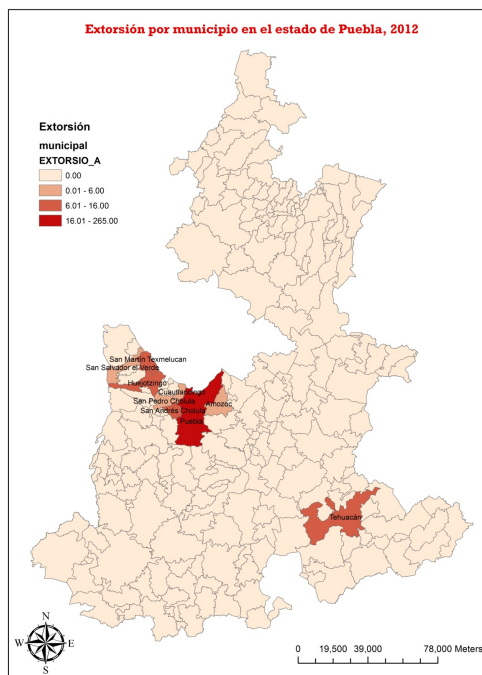 Extorsión por municipio en el estado de Puebla, 2012
Extorsión
municipal
EXTORSIO_A
0.00
0.01 - 6.00
6.01 - 16.00
16.01 - 265.00
San Martín Texmelucan
San Salvador el Verde
Huejotzingo
Cuautlancingo
San Pedro Cholula
Amozoc
San Andrés Cholula
Puebla
Tehuacán
N
W
E
S
0 19,500 39,000 78,000 Meters